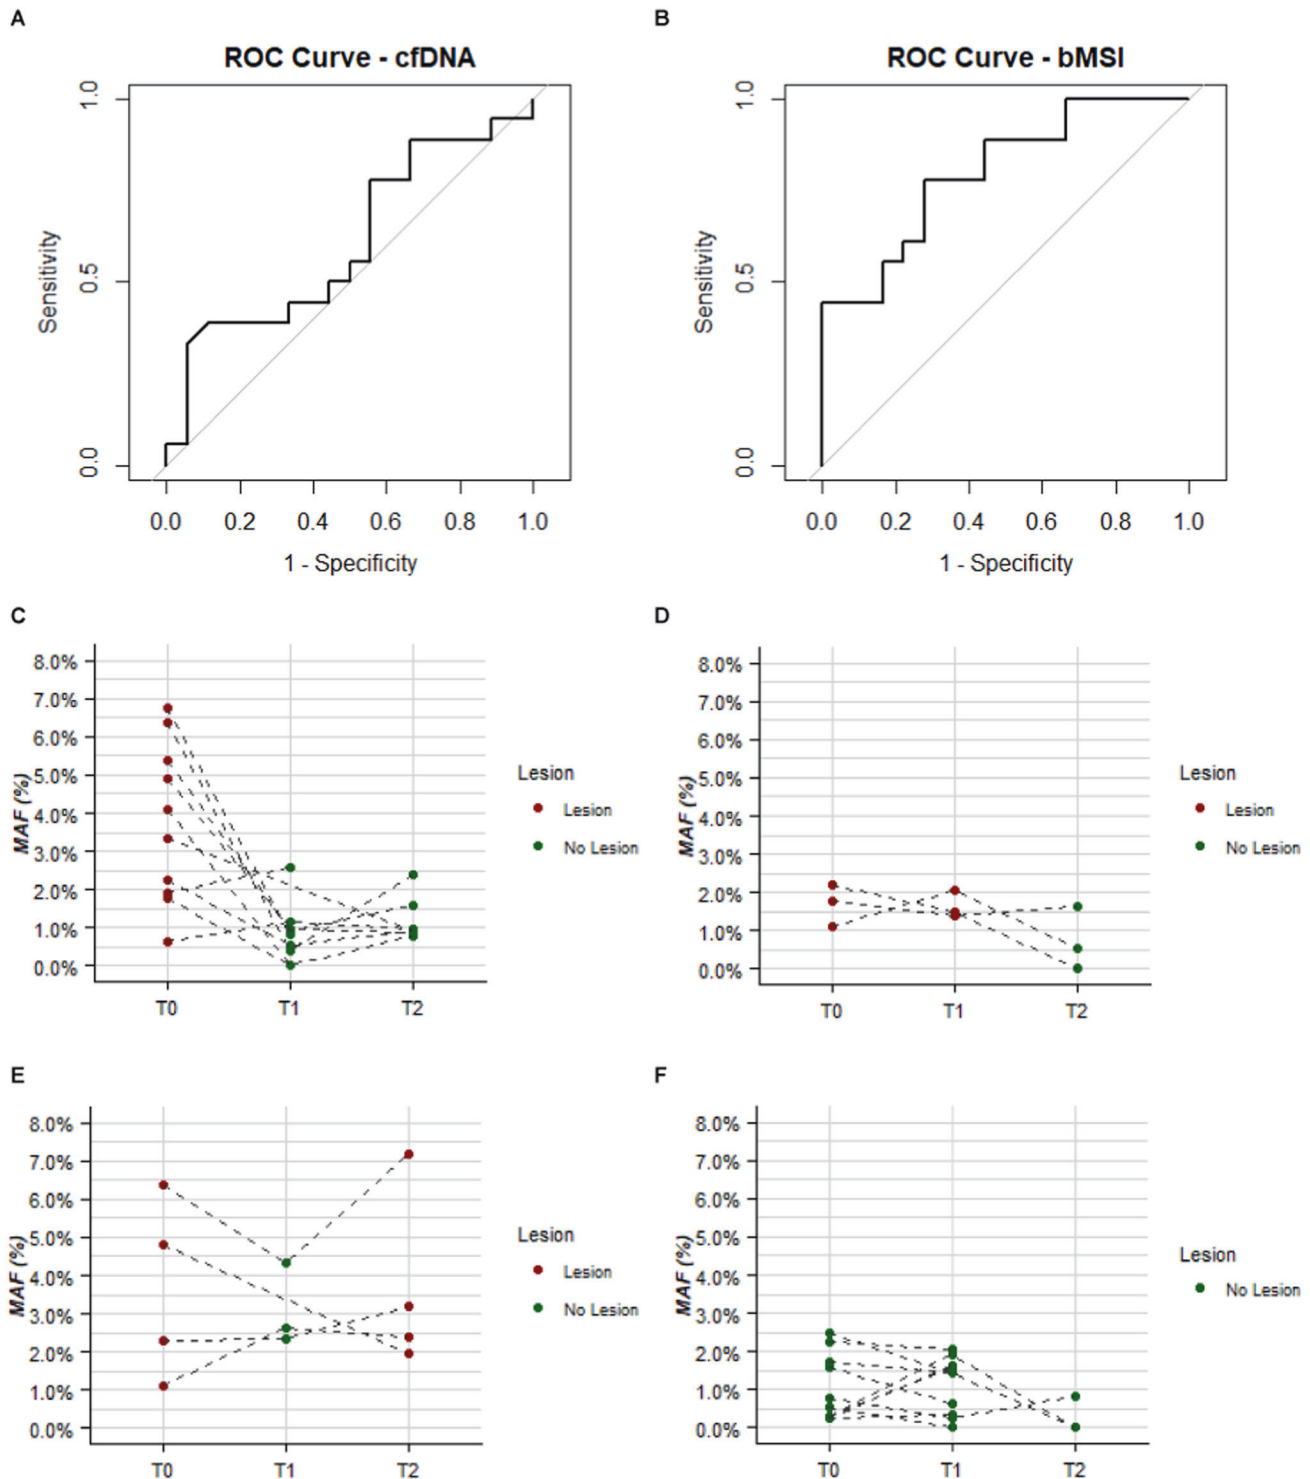 A
B
ROC Curve - cfDNA
ROC Curve - bMSI
Sensitivity
1.0
0.5
0.0
0.0 0.2 0.4 0.6 0.8 1.0
1 - Specificity
Sensitivity
1.0
0.5
0.0
0.0 0.2 0.4 0.6 0.8 1.0
1 - Specificity
C
MAF (%)
8.0%
7.0%
6.0%
5.0%
4.0%
3.0%
2.0%
1.0%
0.0%
T0 T1 T2
Lesion
Lesion
No Lesion
D
MAF (%)
8.0%
7.0%
6.0%
5.0%
4.0%
3.0%
2.0%
1.0%
0.0%
T0 T1 T2
Lesion
Lesion
No Lesion
E
MAF (%)
8.0%
7.0%
6.0%
5.0%
4.0%
3.0%
2.0%
1.0%
0.0%
T0 T1 T2
Lesion
Lesion
No Lesion
F
MAF (%)
8.0%
7.0%
6.0%
5.0%
4.0%
3.0%
2.0%
1.0%
0.0%
T0 T1 T2
Lesion
No Lesion